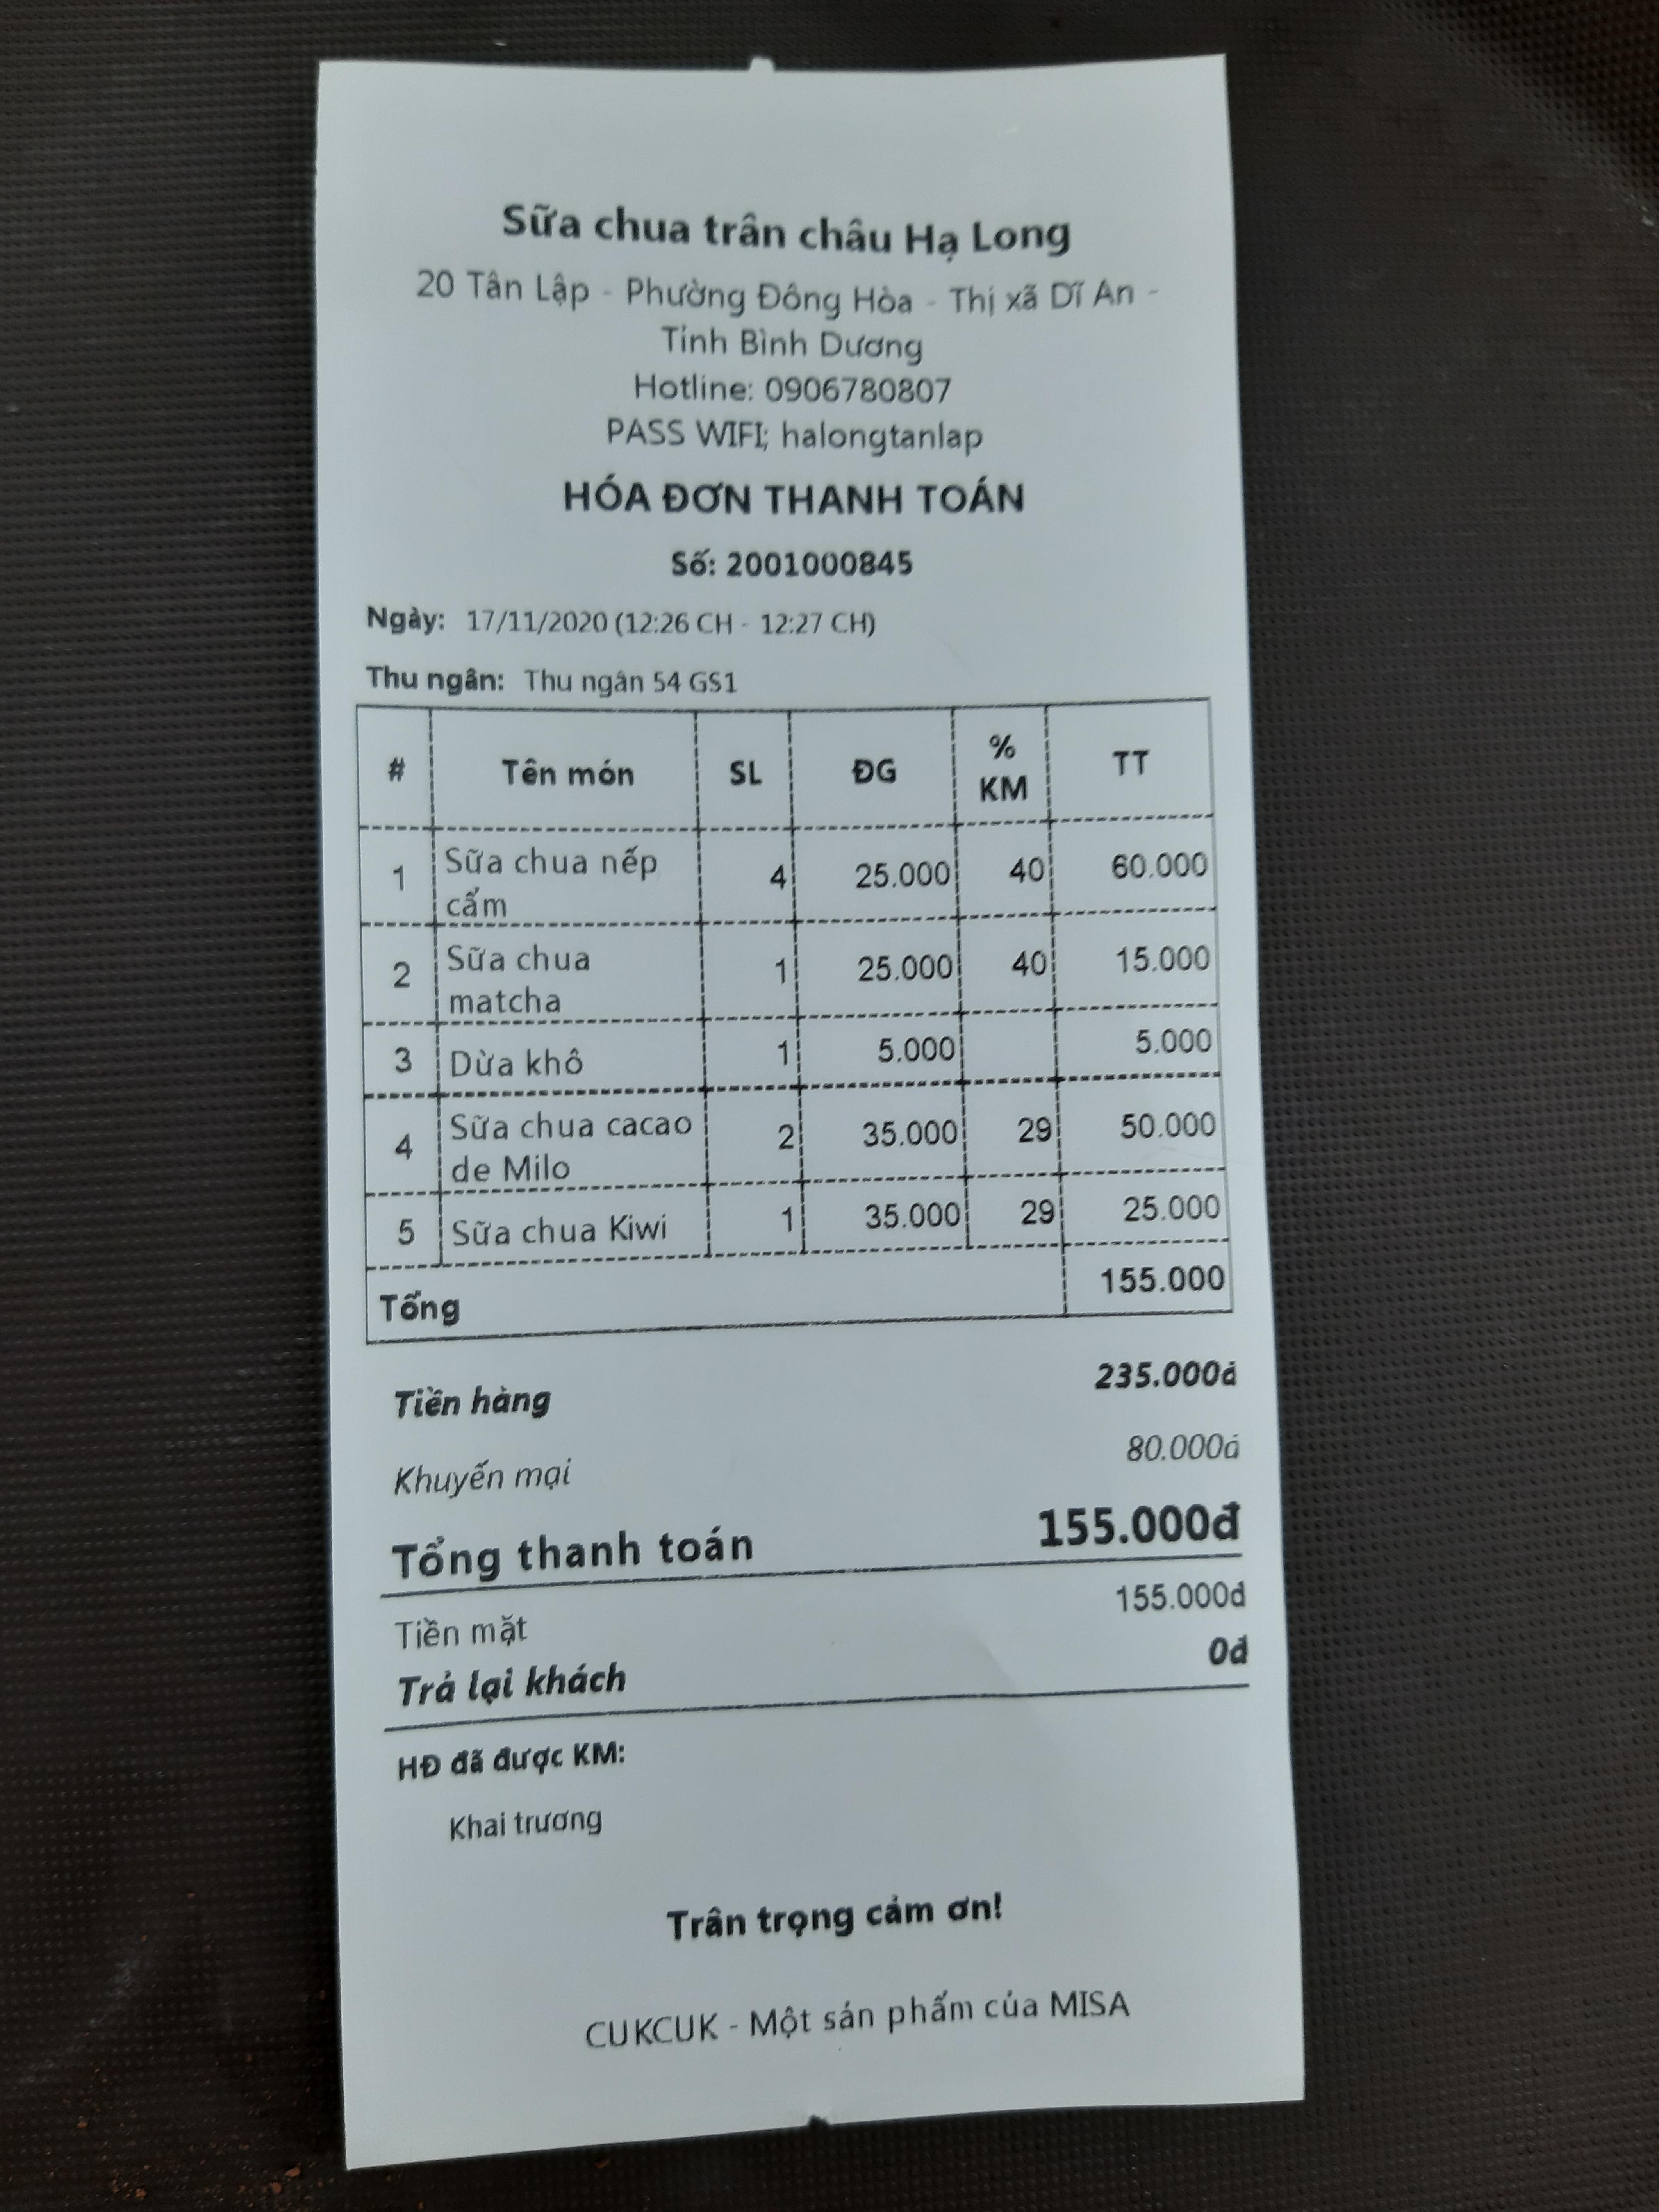 Sữa chua trân châu Hạ Long
20 Tân Lập - Phường Đông Hòa - Thị xã Dĩ An -
Tỉnh Bình Dương
Hotline: 0906780807
PASS WIFI; halongtanlap
HÓA ĐƠN THANH TOÁN
Số: 2001000845
Ngày: 17/11/2020 (12:26 CH - 12:27 CH)
Thu ngân: Thu ngân 54 GS1
# Tên món SL ĐG % KM TT
1 Sữa chua nếp 4 25.000 40 60.000
cẩm
2 Sữa chua 1 25.000 40 15.000
matcha
3 Dừa khô 1 5.000 5.000
4 Sữa chua cacao 2 35.000 29 50.000
de Milo
5 Sữa chua Kiwi 1 35.000 29 25.000
Tổng 155.000
Tiền hàng 235.000đ
Khuyến mại 80.000đ
Tổng thanh toán 155.000đ
Tiền mặt 155.000đ
Trả lại khách 0đ
HĐ đã được KM:
Khai trương
Trân trọng cảm ơn!
CUKCUK - Một sản phẩm của MISA